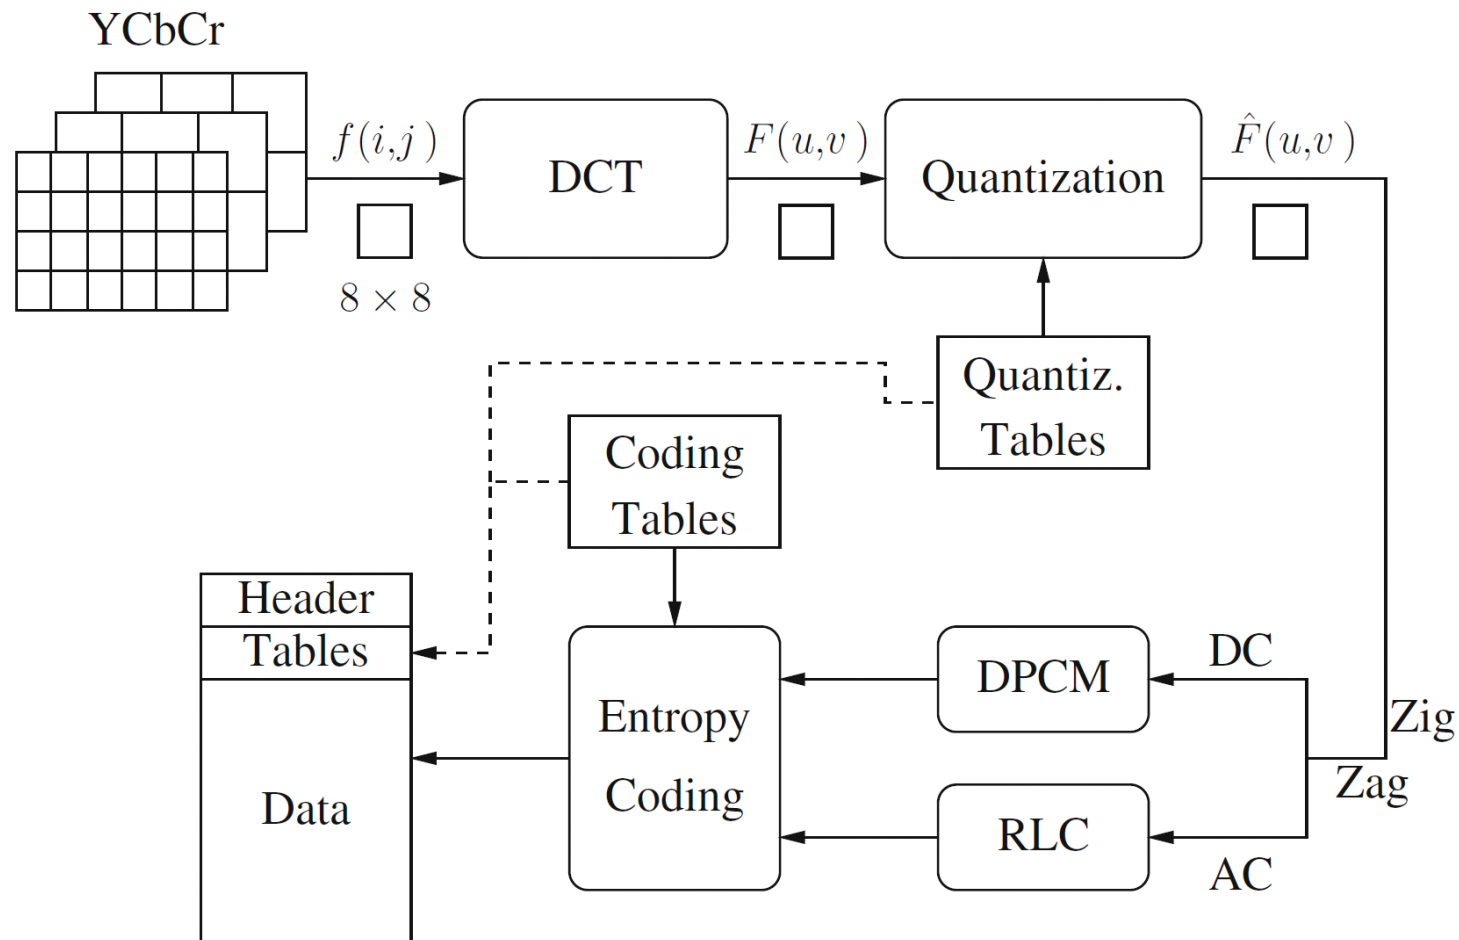 YCbCr
f(i,j)
8 × 8
DCT
F(u,v)
Quantization
F̂(u,v)
Quantiz.
Tables
Coding
Tables
Header
Tables
Data
Entropy
Coding
DPCM
RLC
DC
AC
Zig
Zag